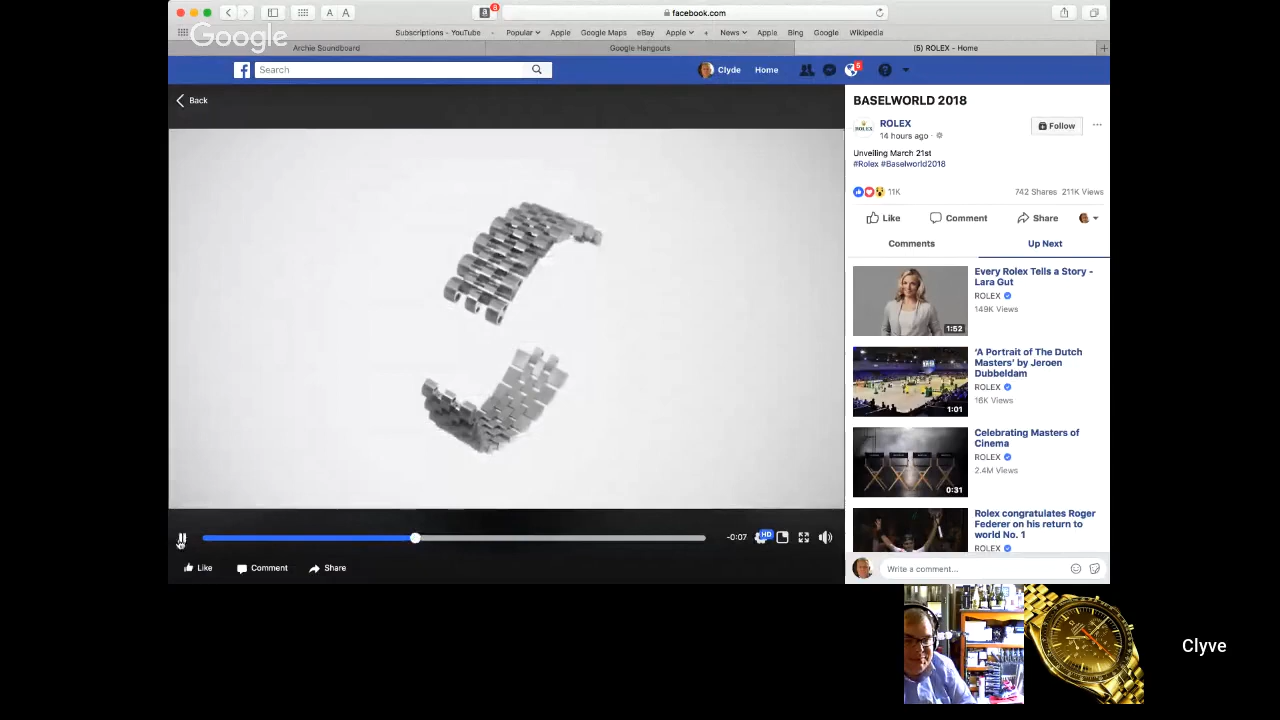 A A
8
facebook.com
Google
Subscriptions - YouTube
Popular
Apple
Google Maps
eBay
Apple
News
Apple
Bing
Google
Wikipedia
Archie Soundboard
Google Hangouts
(5) ROLEX - Home
+
f
Search
Clyde
Home
5
?
Back
BASELWORLD 2018
ROLEX
14 hours ago ·
Follow
Unveiling March 21st
#Rolex #Baselworld2018
11K
742 Shares 211K Views
Like
Comment
Share
Comments
Up Next
Every Rolex Tells a Story -
Lara Gut
ROLEX
149K Views
1:52
'A Portrait of The Dutch
Masters' by Jeroen
Dubbeldam
ROLEX
16K Views
1:01
Celebrating Masters of
Cinema
ROLEX
2.4M Views
0:31
Rolex congratulates Roger
Federer on his return to
world No. 1
ROLEX
-0:07
HD
Like
Comment
Share
Write a comment...
Clyve